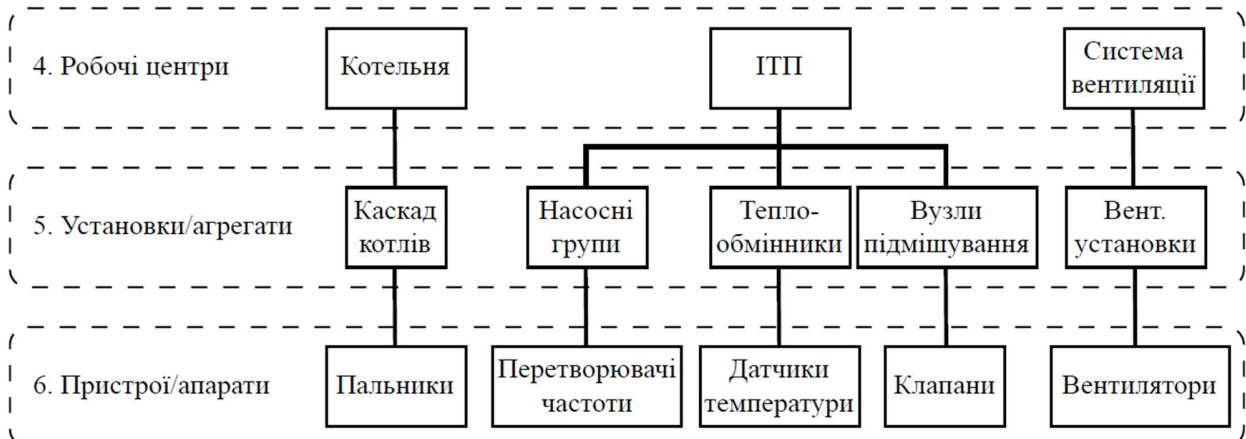 4. Робочі центри
Котельня
ІТП
Система
вентиляції
5. Установки/агрегати
Каскад
котлів
Насосні
групи
Тепло-
обмінники
Вузли
підмішування
Вент.
установки
6. Пристрої/апарати
Пальники
Перетворювачі
частоти
Датчики
температури
Клапани
Вентилятори